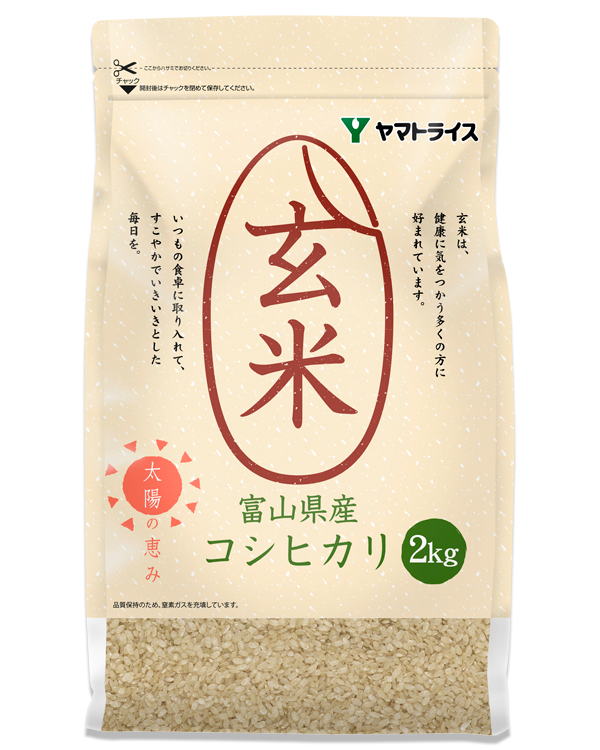 ここからハサミでお切りください。
チャック
開封後はチャックを閉めて保存してください。
ヤマトライス
玄米
玄米は、
健康に気をつかう多くの方に
好まれています。
いつもの食卓に取り入れて、
すこやかでいきいきとした
毎日を。
太陽の恵み
富山県産
コシヒカリ
2kg
品質保持のため、窒素ガスを充填しています。